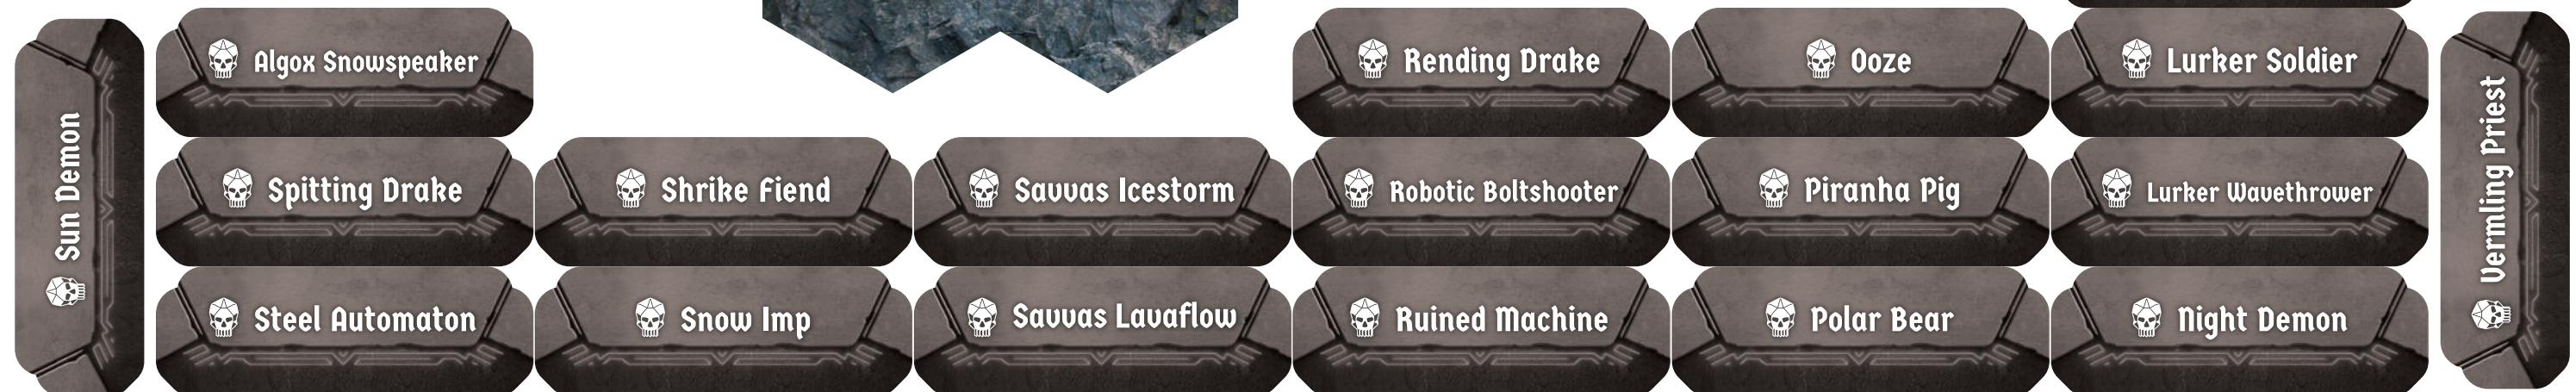 Sun Demon
Algox Snowspeaker
Rending Drake
Ooze
Lurker Soldier
Vermling Priest
Spitting Drake
Shrike Fiend
Savvas Icestorm
Robotic Boltshooter
Piranha Pig
Lurker Wavethrower
Steel Automaton
Snow Imp
Savvas Lavaflow
Ruined Machine
Polar Bear
Night Demon